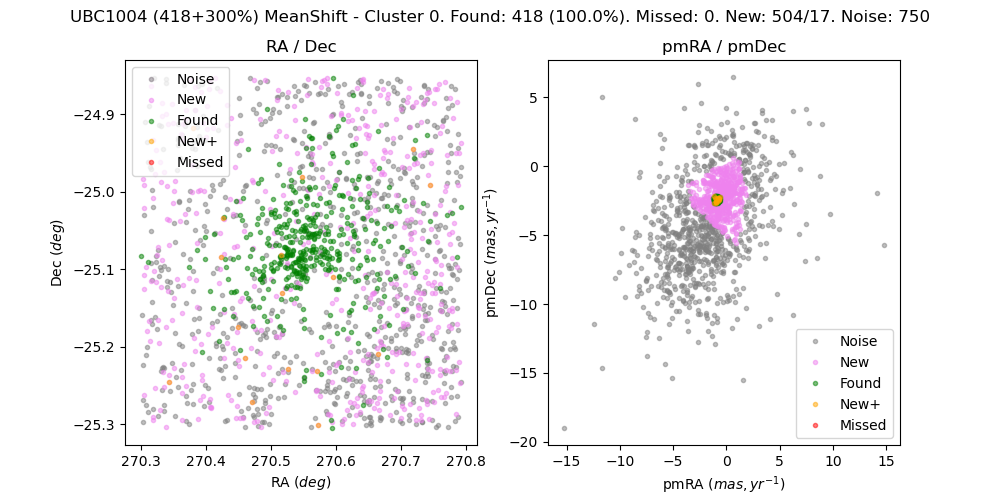 UBC1004 (418+300%) MeanShift - Cluster 0. Found: 418 (100.0%). Missed: 0. New: 504/17. Noise: 750
RA / Dec
Dec (deg)
−24.9
−25.0
−25.1
−25.2
−25.3
Noise
New
Found
New+
Missed
270.3 270.4 270.5 270.6 270.7 270.8
RA (deg)
pmRA / pmDec
pmDec (mas, yr⁻¹)
5
0
−5
−10
−15
−20
Noise
New
Found
New+
Missed
−15 −10 −5 0 5 10 15
pmRA (mas, yr⁻¹)